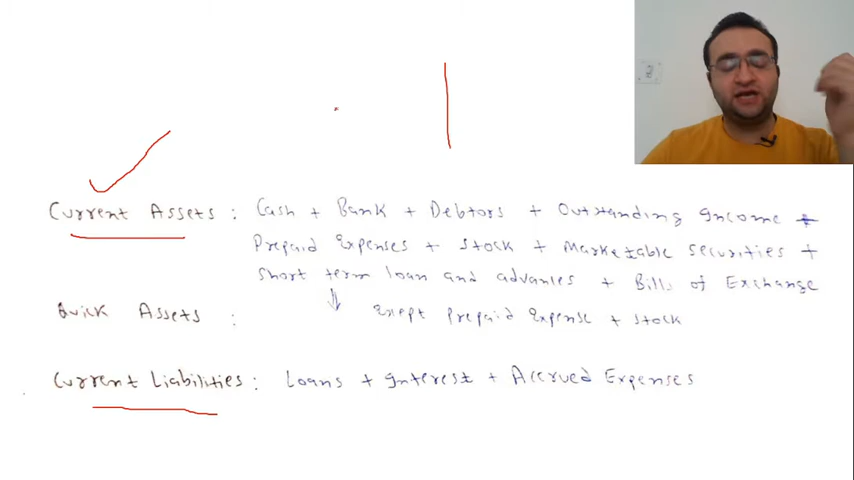 Current Assets : Cash + Bank + Debtors + Outstanding Income +
Prepaid Expenses + Stock + Marketable securities +
Short term loan and advances + Bills of Exchange
Quick Assets : Exept Prepaid Expense + Stock
Current Liabilities : Loans + Interest + Accrued Expenses